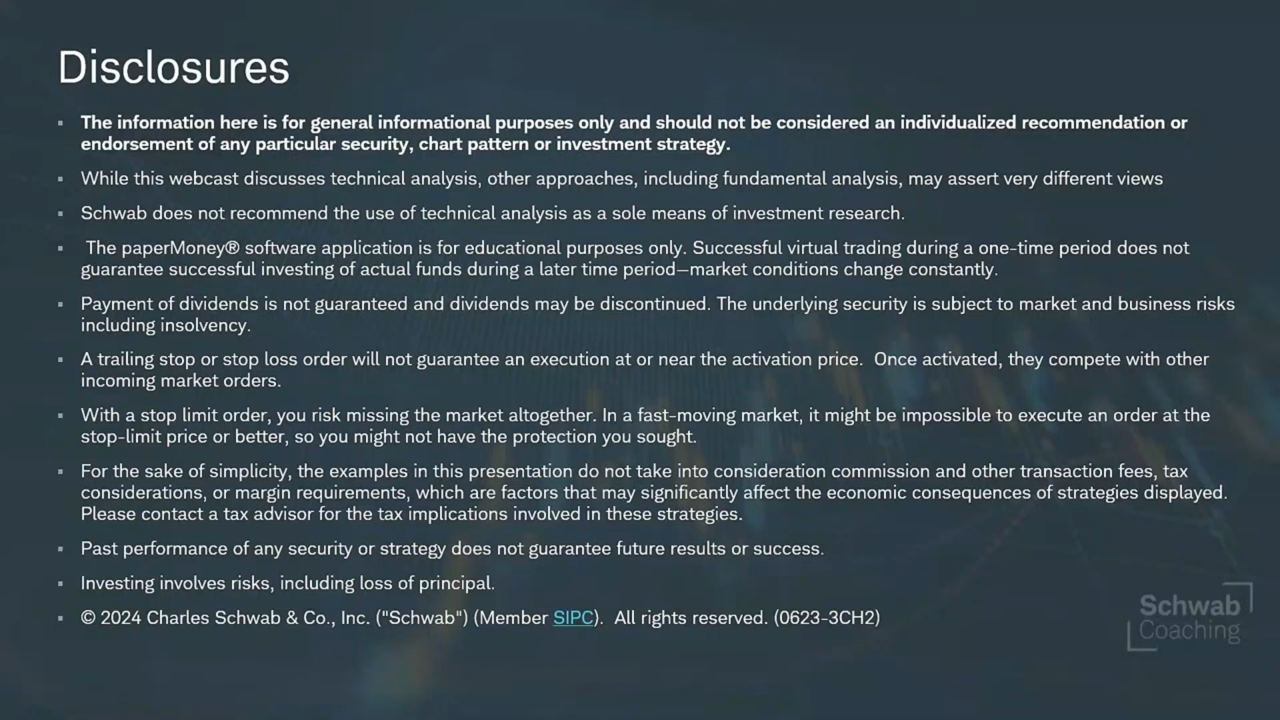 Disclosures
▪ The information here is for general informational purposes only and should not be considered an individualized recommendation or
endorsement of any particular security, chart pattern or investment strategy.
▪ While this webcast discusses technical analysis, other approaches, including fundamental analysis, may assert very different views
▪ Schwab does not recommend the use of technical analysis as a sole means of investment research.
▪ The paperMoney® software application is for educational purposes only. Successful virtual trading during a one-time period does not
guarantee successful investing of actual funds during a later time period—market conditions change constantly.
▪ Payment of dividends is not guaranteed and dividends may be discontinued. The underlying security is subject to market and business risks
including insolvency.
▪ A trailing stop or stop loss order will not guarantee an execution at or near the activation price.  Once activated, they compete with other
incoming market orders.
▪ With a stop limit order, you risk missing the market altogether. In a fast-moving market, it might be impossible to execute an order at the
stop-limit price or better, so you might not have the protection you sought.
▪ For the sake of simplicity, the examples in this presentation do not take into consideration commission and other transaction fees, tax
considerations, or margin requirements, which are factors that may significantly affect the economic consequences of strategies displayed.
Please contact a tax advisor for the tax implications involved in these strategies.
▪ Past performance of any security or strategy does not guarantee future results or success.
▪ Investing involves risks, including loss of principal.
▪ © 2024 Charles Schwab & Co., Inc. ("Schwab") (Member SIPC).  All rights reserved. (0623-3CH2)
Schwab
Coaching